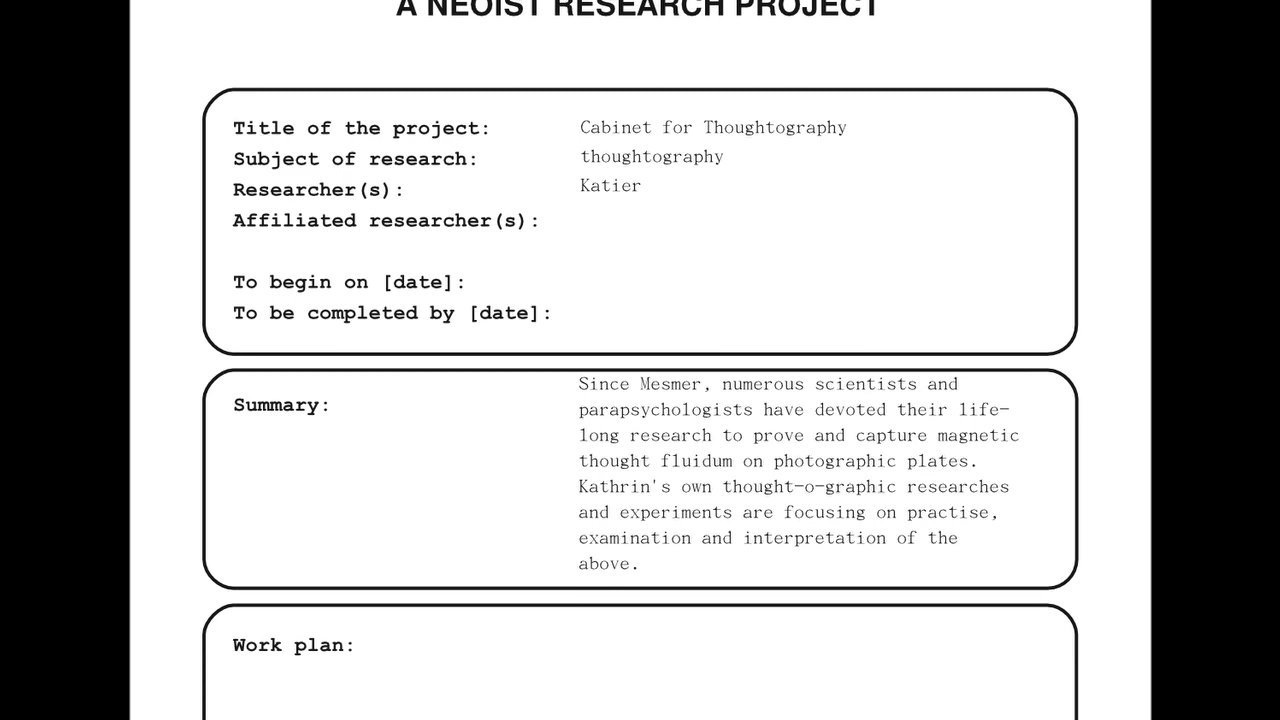 A NEOIST RESEARCH PROJECT
Title of the project: Cabinet for Thoughtography
Subject of research: thoughtography
Researcher(s): Katier
Affiliated researcher(s):
To begin on [date]:
To be completed by [date]:
Summary:
Since Mesmer, numerous scientists and
parapsychologists have devoted their life-
long research to prove and capture magnetic
thought fluidum on photographic plates.
Kathrin's own thought-o-graphic researches
and experiments are focusing on practise,
examination and interpretation of the
above.
Work plan: